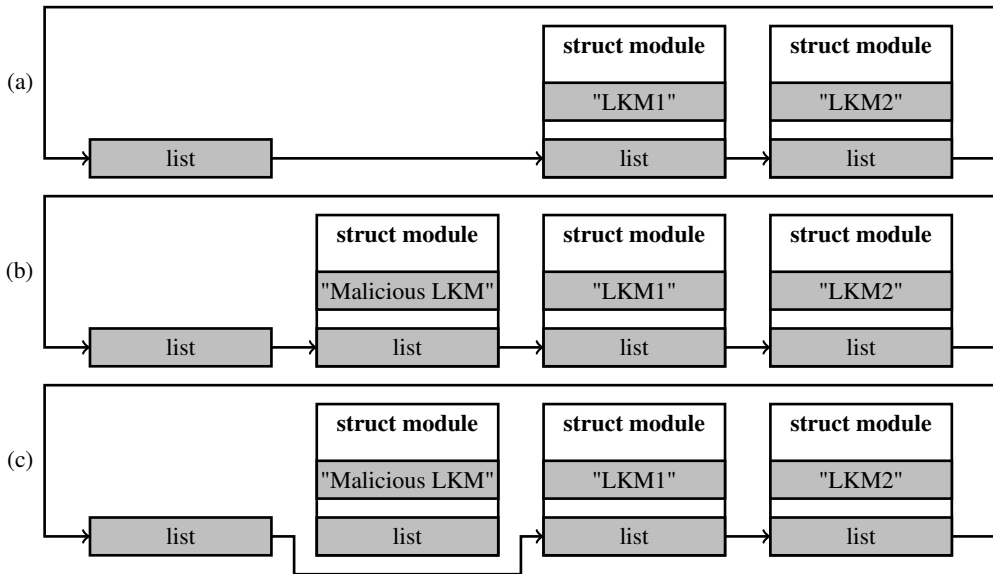 (a)
struct module
struct module
"LKM1"
"LKM2"
list
list
list
(b)
struct module
struct module
struct module
"Malicious LKM"
"LKM1"
"LKM2"
list
list
list
list
(c)
struct module
struct module
struct module
"Malicious LKM"
"LKM1"
"LKM2"
list
list
list
list